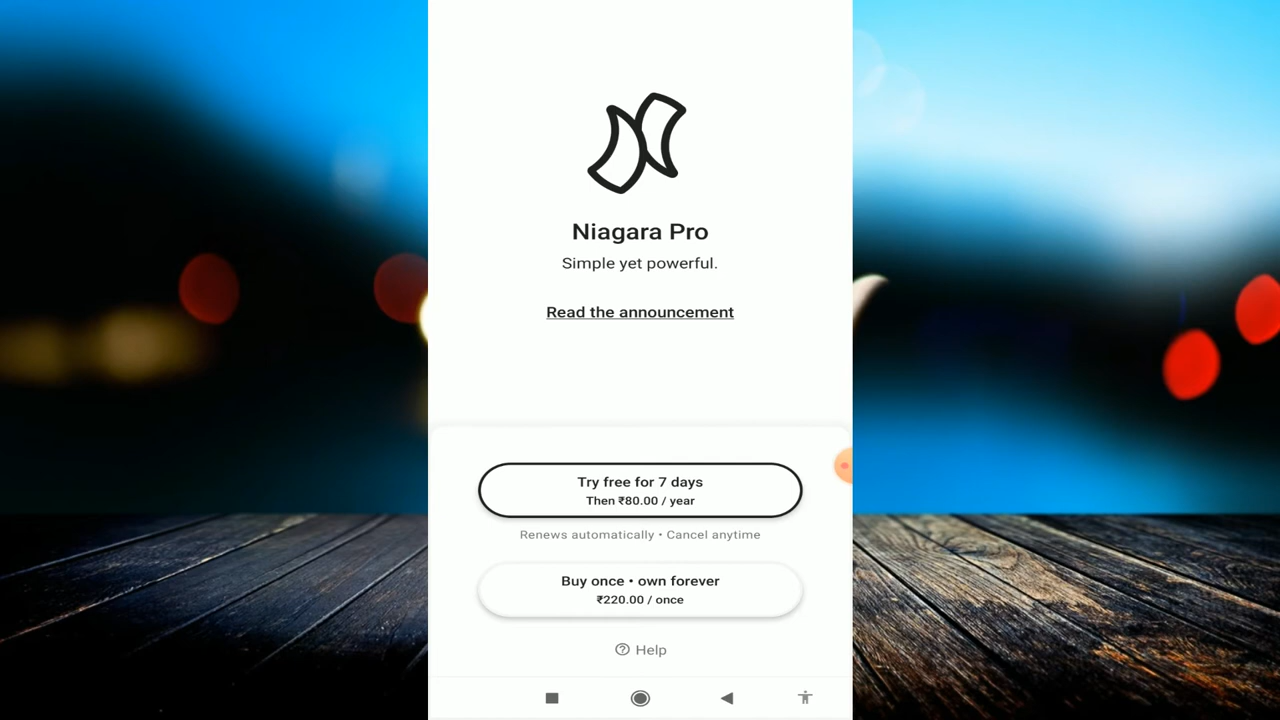 Niagara Pro
Simple yet powerful.
Read the announcement
Try free for 7 days
Then ₹80.00 / year
Renews automatically • Cancel anytime
Buy once • own forever
₹220.00 / once
Help